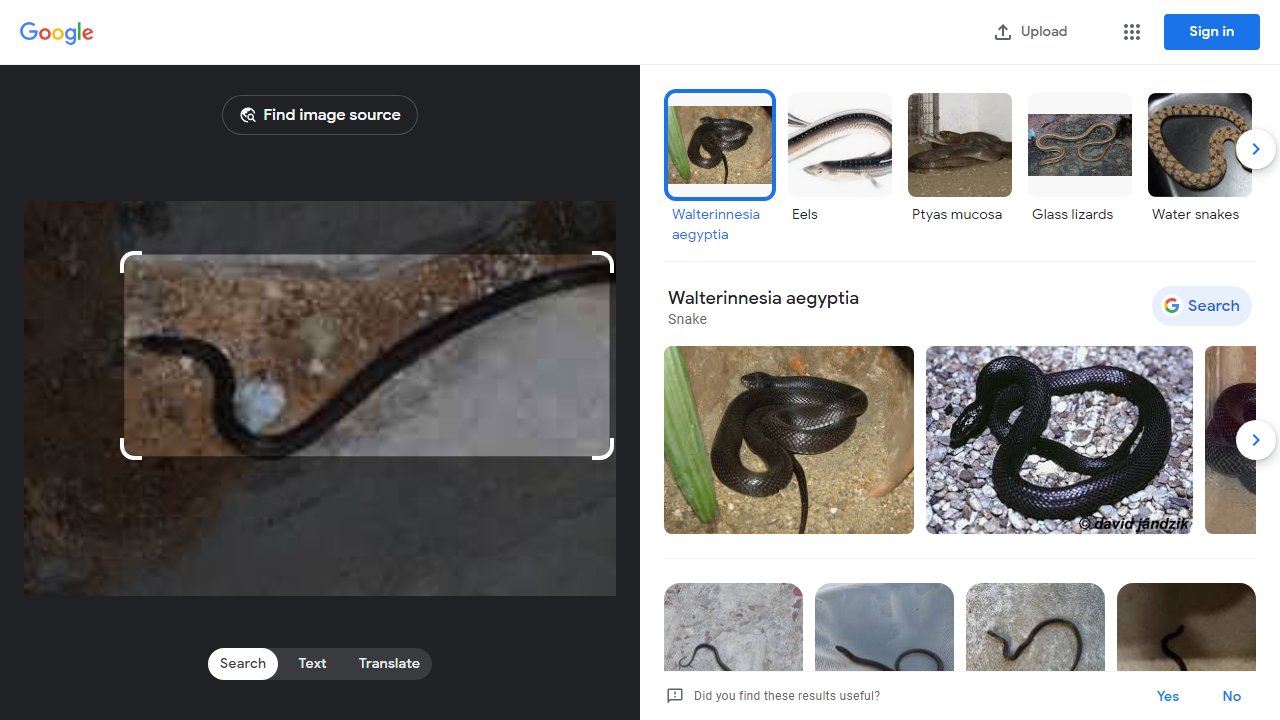 Google
Upload
Sign in
Find image source
Walterinnesia
aegyptia
Eels
Ptyas mucosa
Glass lizards
Water snakes
Walterinnesia aegyptia
Snake
Search
© david jandzik
Search
Text
Translate
Did you find these results useful?
Yes
No